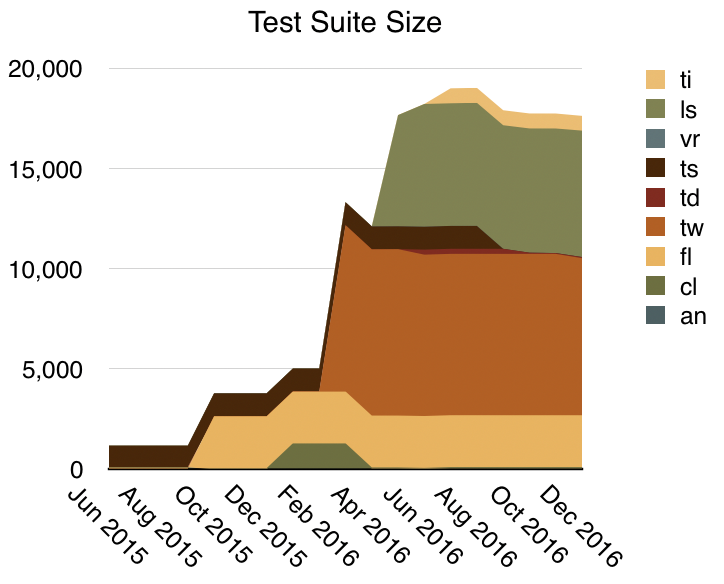 Test Suite Size
20,000
15,000
10,000
5,000
0
Jun 2015
Aug 2015
Oct 2015
Dec 2015
Feb 2016
Apr 2016
Jun 2016
Aug 2016
Oct 2016
Dec 2016
ti
ls
vr
ts
td
tw
fl
cl
an